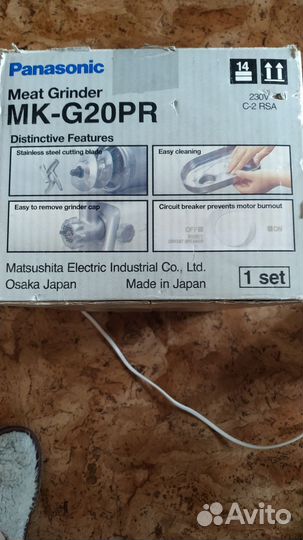 Panasonic
14
Meat Grinder
230V
MK-G20PR
C-2 RSA
Distinctive Features
Stainless steel cutting blade
Easy cleaning
Easy to remove grinder cap
Circuit breaker prevents motor burnout
OFF
ON
CIRCUIT BREAKER
Matsushita Electric Industrial Co., Ltd.
Osaka Japan
Made in Japan
1 set
Avito